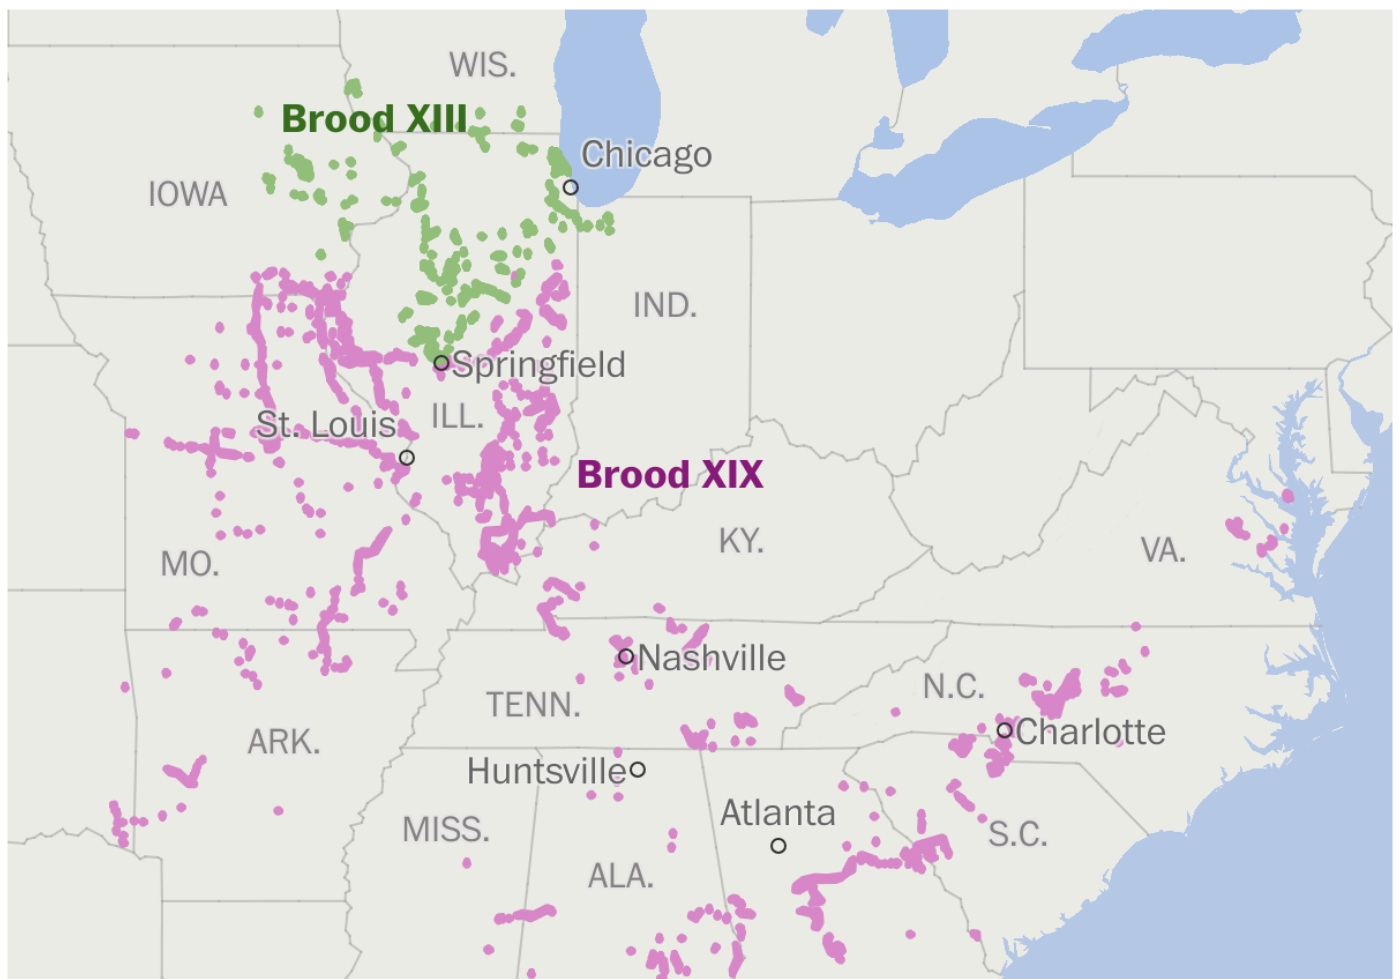 WIS.
Brood XIII
Chicago
IOWA
IND.
Springfield
ILL.
St. Louis
Brood XIX
KY.
VA.
MO.
Nashville
N.C.
TENN.
Charlotte
ARK.
Huntsville
Atlanta
MISS.
S.C.
ALA.